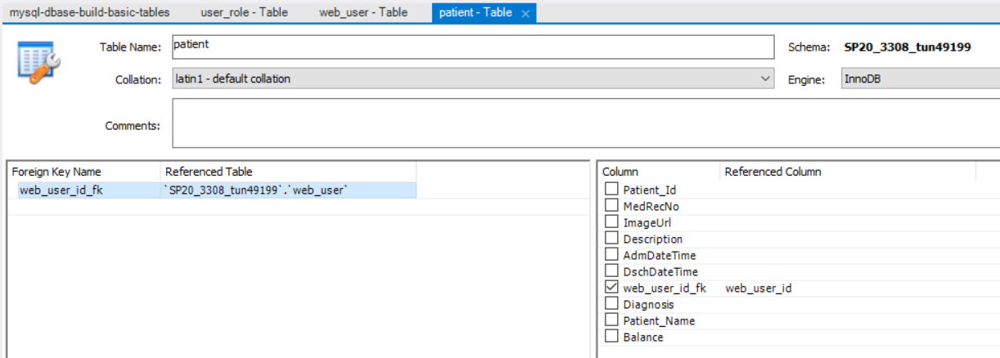 mysql-dbase-build-basic-tables user_role - Table web_user - Table patient - Table ×
Table Name: patient Schema: SP20_3308_tun49199
Collation: latin1 - default collation Engine: InnoDB
Comments:
Foreign Key Name Referenced Table
web_user_id_fk `SP20_3308_tun49199`.`web_user`
Column Referenced Column
Patient_Id
MedRecNo
ImageUrl
Description
AdmDateTime
DschDateTime
web_user_id_fk web_user_id
Diagnosis
Patient_Name
Balance